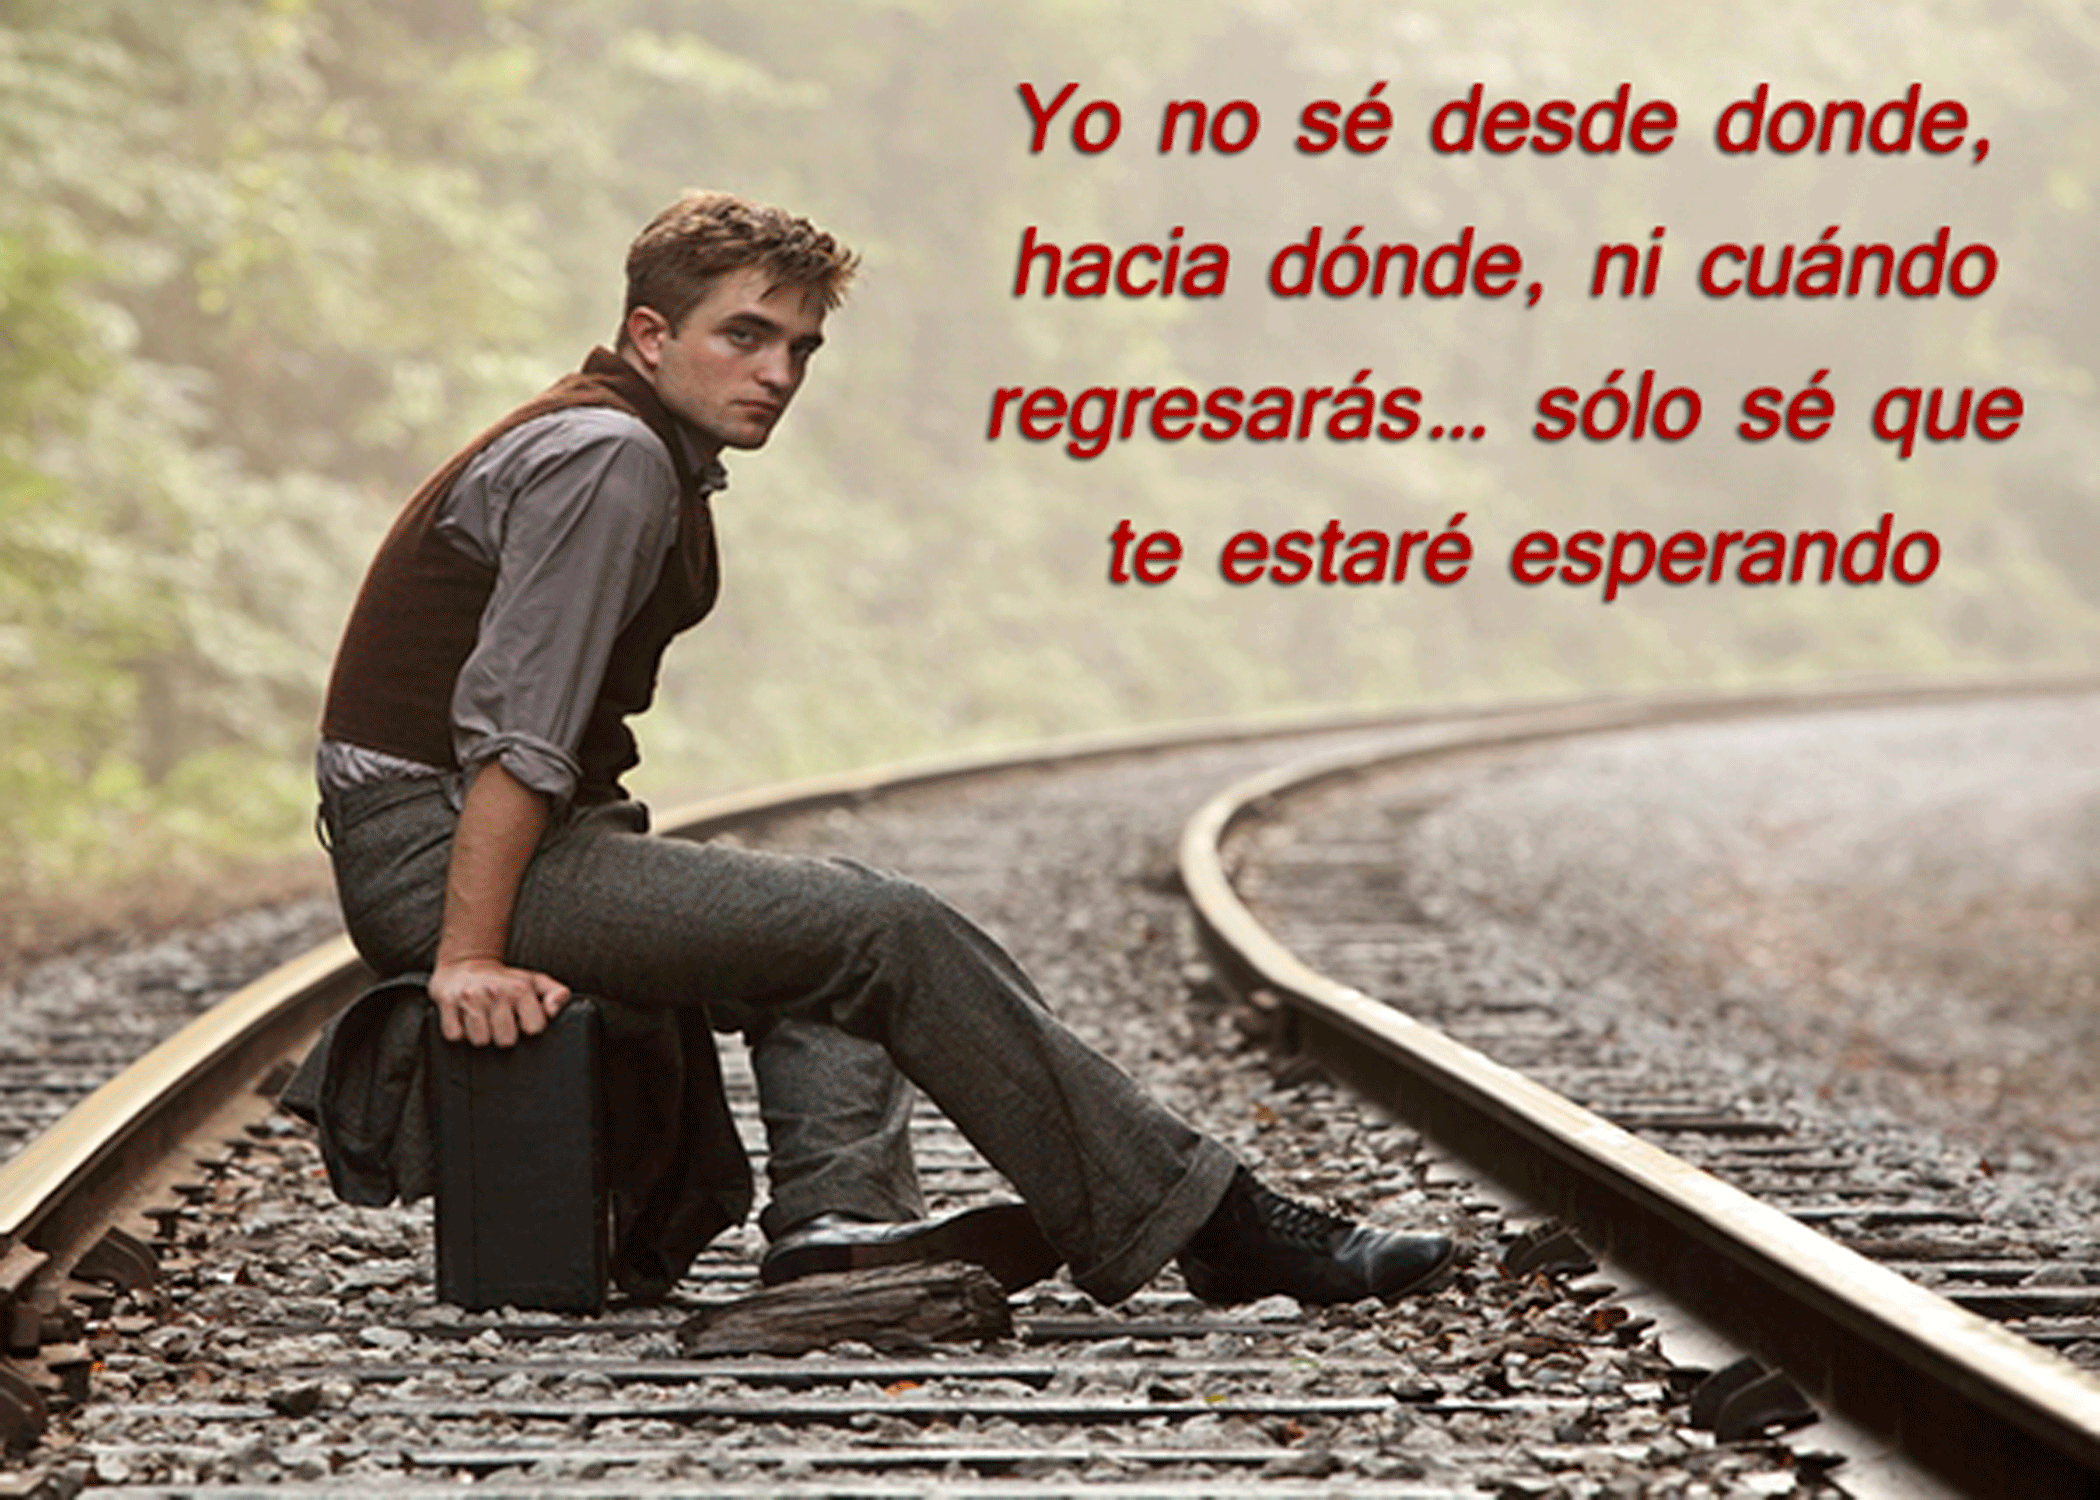 Yo no sé desde donde,
hacia dónde, ni cuándo
regresarás... sólo sé que
te estaré esperando